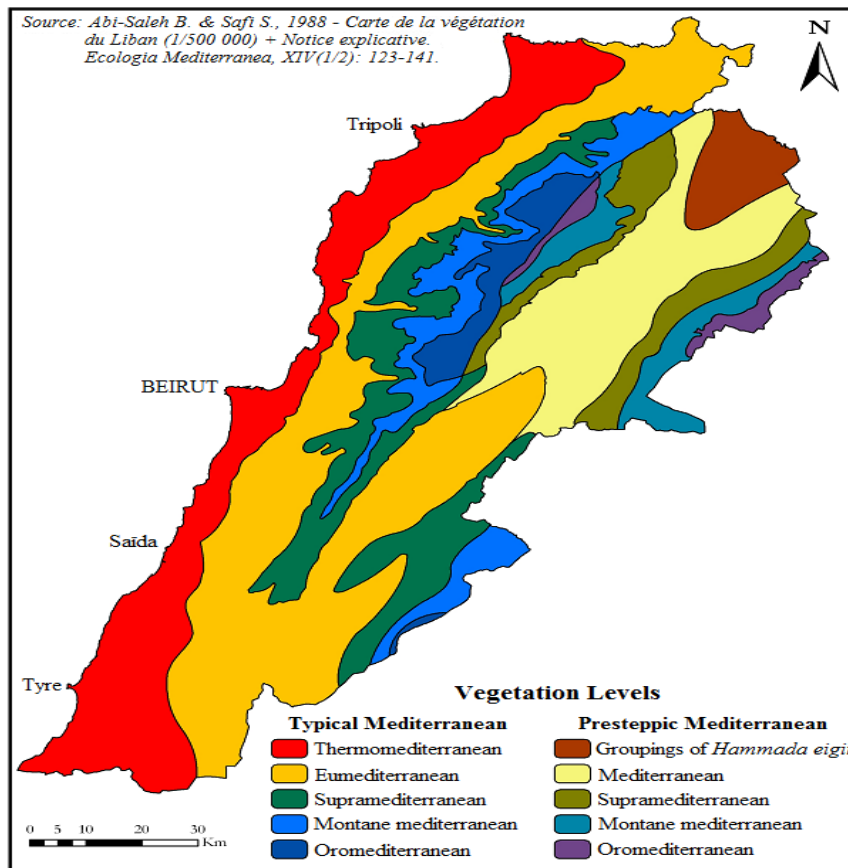 Source: Abi-Saleh B. & Safi S., 1988 - Carte de la végétation
du Liban (1/500 000) + Notice explicative.
Ecologia Mediterranea, XIV(1/2): 123-141.
N
Tripoli
BEIRUT
Saïda
Tyre
Vegetation Levels
Typical Mediterranean
Thermomediterranean
Eumediterranean
Supramediterranean
Montane mediterranean
Oromediterranean
Presteppic Mediterranean
Groupings of Hammada eigii
Mediterranean
Supramediterranean
Montane mediterranean
Oromediterranean
0 5 10 20 30
Km